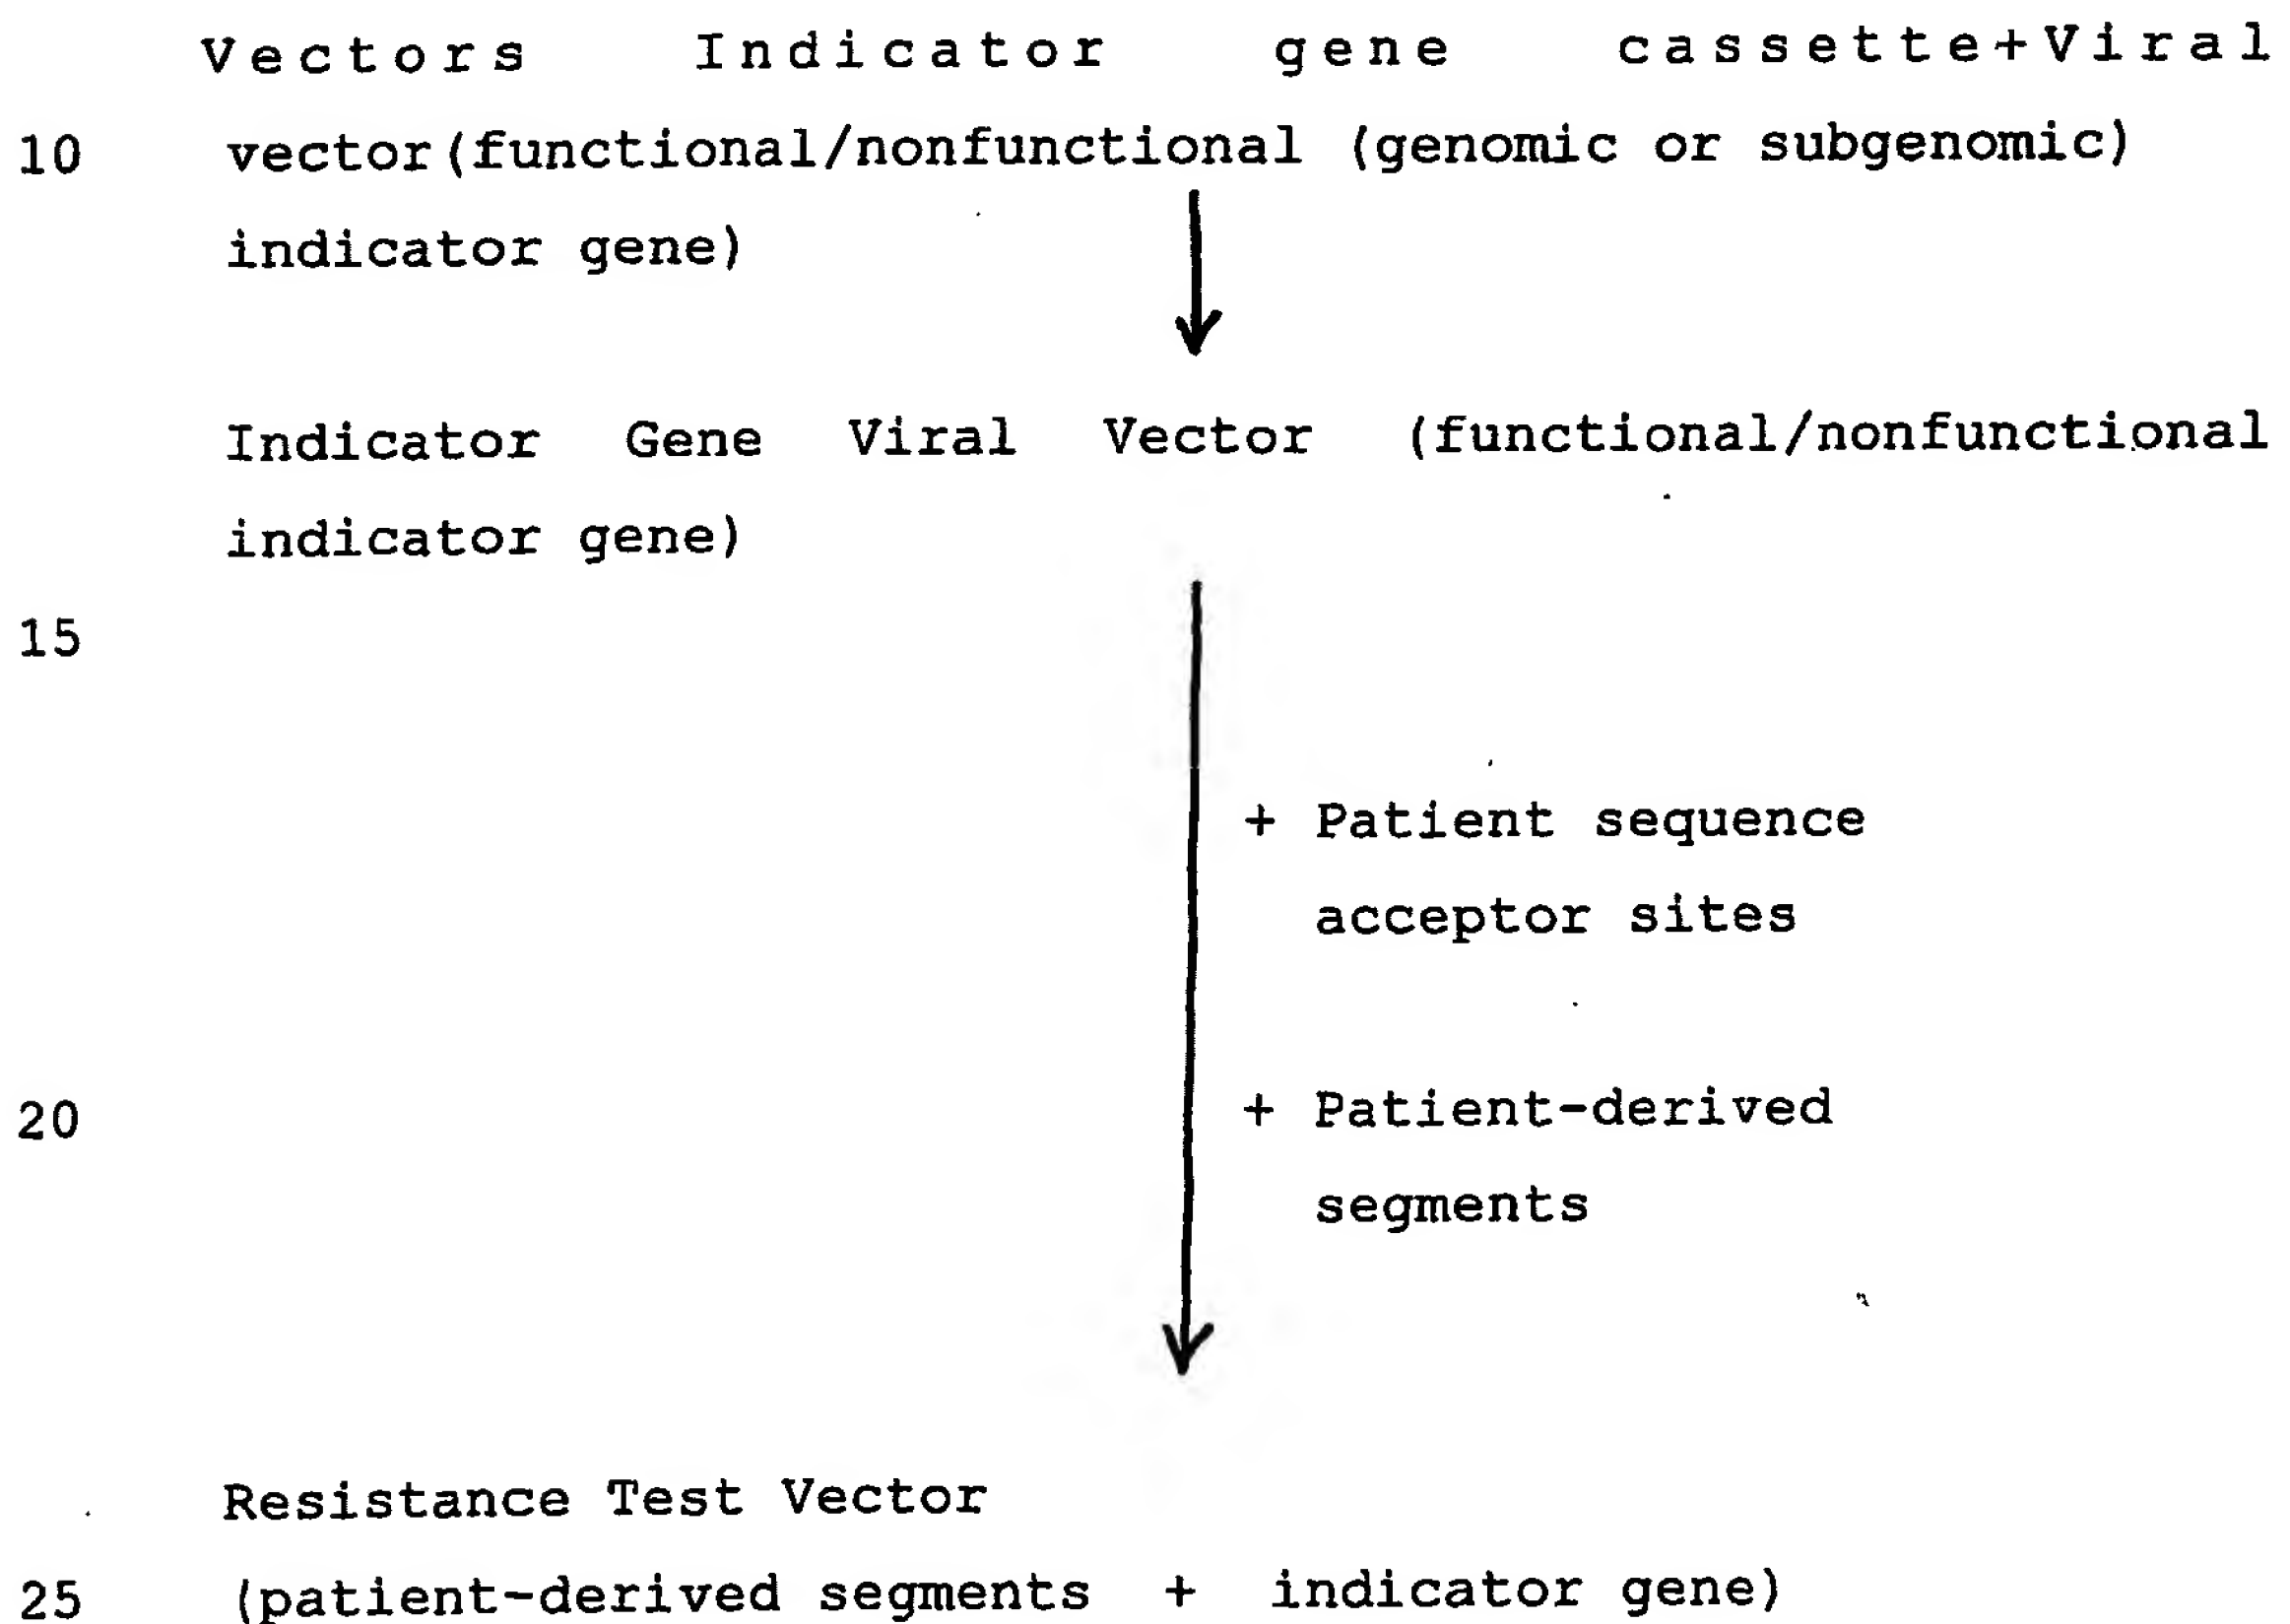 Vectors Indicator gene cassette+Viral
10 vector(functional/nonfunctional (genomic or subgenomic)
indicator gene)
Indicator Gene Viral Vector (functional/nonfunctional
indicator gene)
15
+ Patient sequence
acceptor sites
20 + Patient-derived
segments
Resistance Test Vector
25 (patient-derived segments + indicator gene)